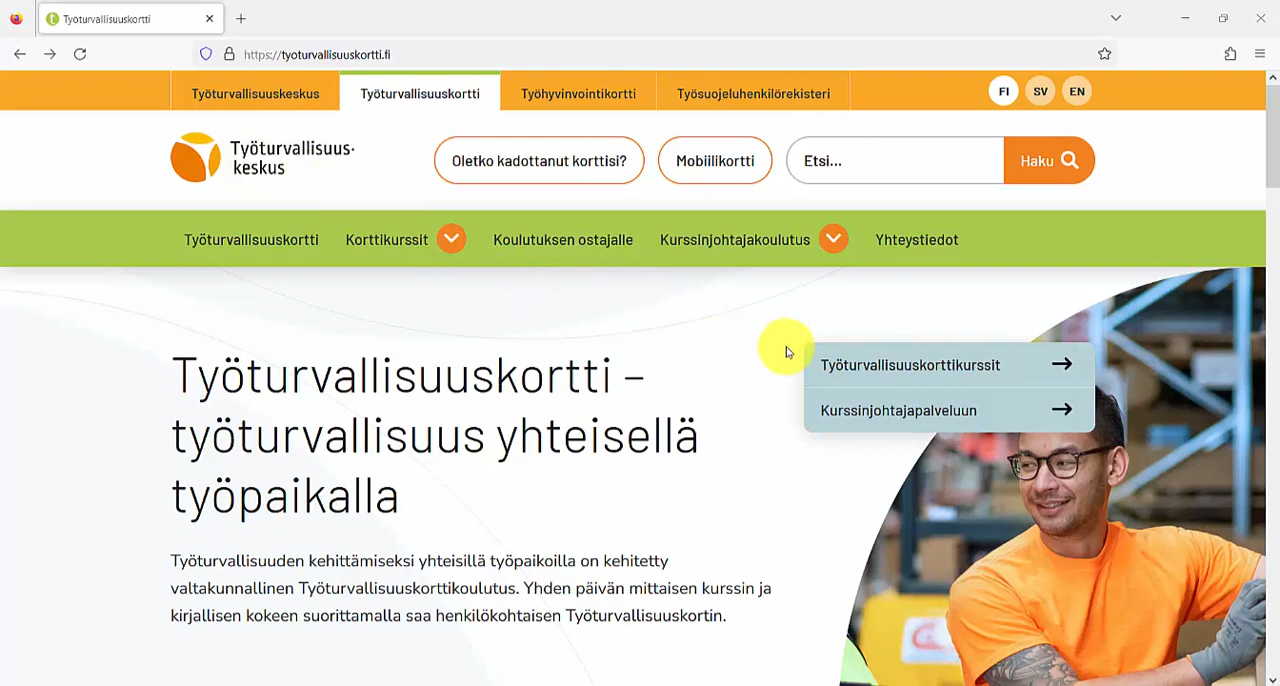 Työturvallisuuskortti
https://tyoturvallisuuskortti.fi
Työturvallisuuskeskus
Työturvallisuuskortti
Työhyvinvointikortti
Työsuojeluhenkilörekisteri
FI
SV
EN
Työturvallisuus-
keskus
Oletko kadottanut korttisi?
Mobiilikortti
Etsi...
Haku
Työturvallisuuskortti
Korttikurssit
Koulutuksen ostajalle
Kurssinjohtajakoulutus
Yhteystiedot
Työturvallisuuskortti –
työturvallisuus yhteisellä
työpaikalla
Työturvallisuuskorttikurssit
Kurssinjohtajapalveluun
Työturvallisuuden kehittämiseksi yhteisillä työpaikoilla on kehitetty
valtakunnallinen Työturvallisuuskorttikoulutus. Yhden päivän mittaisen kurssin ja
kirjallisen kokeen suorittamalla saa henkilökohtaisen Työturvallisuuskortin.